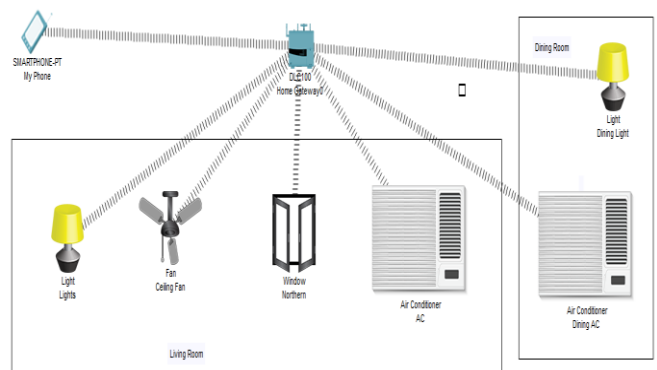 SMARTPHONE-PT
My Phone
DLC100
Home Gateway0
Dining Room
Light
Dining Light
Light
Lights
Fan
Ceiling Fan
Window
Northern
Air Conditioner
AC
Air Conditioner
Dining AC
Living Room